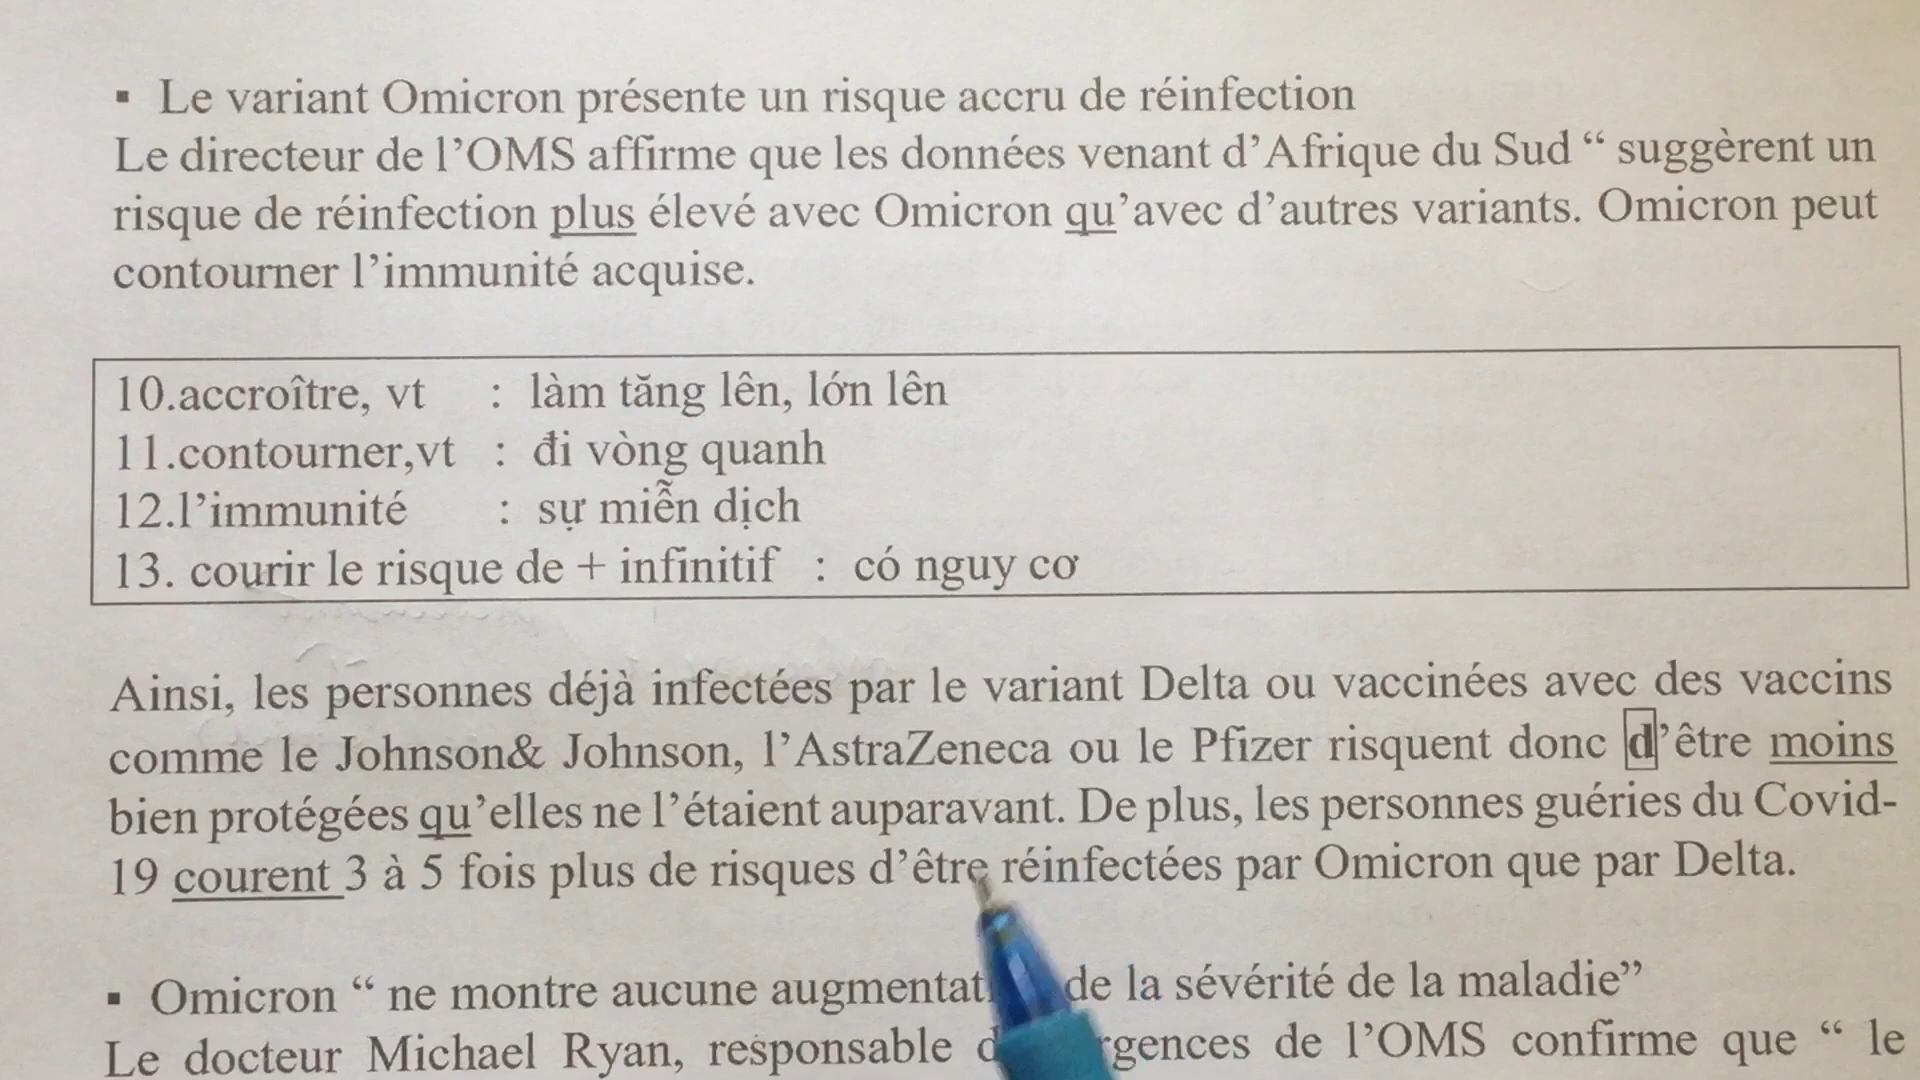 ▪ Le variant Omicron présente un risque accru de réinfection
Le directeur de l’OMS affirme que les données venant d’Afrique du Sud “ suggèrent un
risque de réinfection plus élevé avec Omicron qu’avec d’autres variants. Omicron peut
contourner l’immunité acquise.
10.accroître, vt : làm tăng lên, lớn lên
11.contourner,vt : đi vòng quanh
12.l’immunité : sự miễn dịch
13. courir le risque de + infinitif : có nguy cơ
Ainsi, les personnes déjà infectées par le variant Delta ou vaccinées avec des vaccins
comme le Johnson& Johnson, l’AstraZeneca ou le Pfizer risquent donc d’être moins
bien protégées qu’elles ne l’étaient auparavant. De plus, les personnes guéries du Covid-
19 courent 3 à 5 fois plus de risques d’être réinfectées par Omicron que par Delta.
▪ Omicron “ ne montre aucune augmentat de la sévérité de la maladie”
Le docteur Michael Ryan, responsable d rgences de l’OMS confirme que “ le